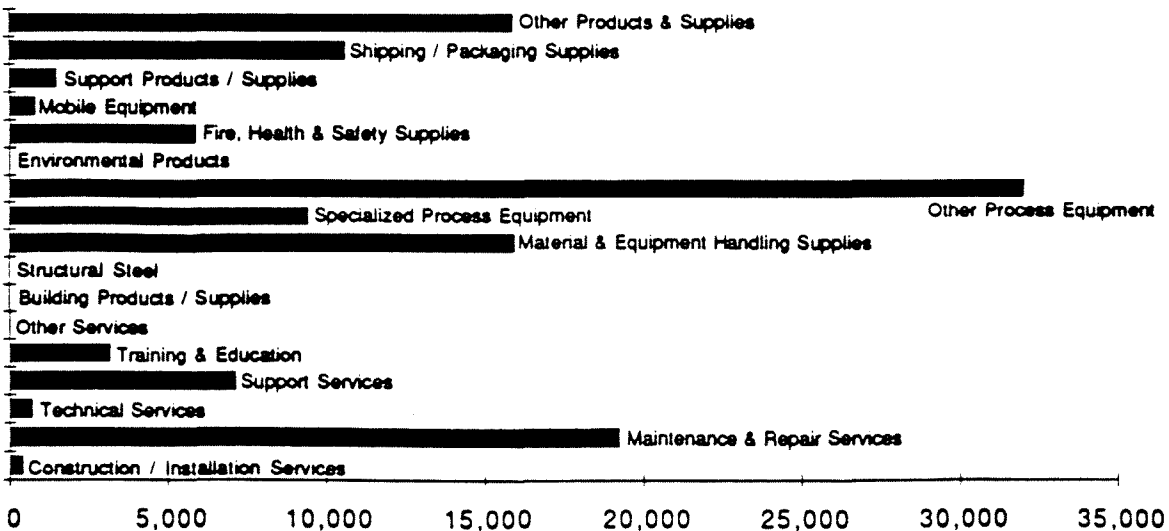 Other Products & Supplies
Shipping / Packaging Supplies
Support Products / Supplies
Mobile Equipment
Fire, Health & Safety Supplies
Environmental Products
Other Process Equipment
Specialized Process Equipment
Material & Equipment Handling Supplies
Structural Steel
Building Products / Supplies
Other Services
Training & Education
Support Services
Technical Services
Maintenance & Repair Services
Construction / Installation Services
0 5,000 10,000 15,000 20,000 25,000 30,000 35,000